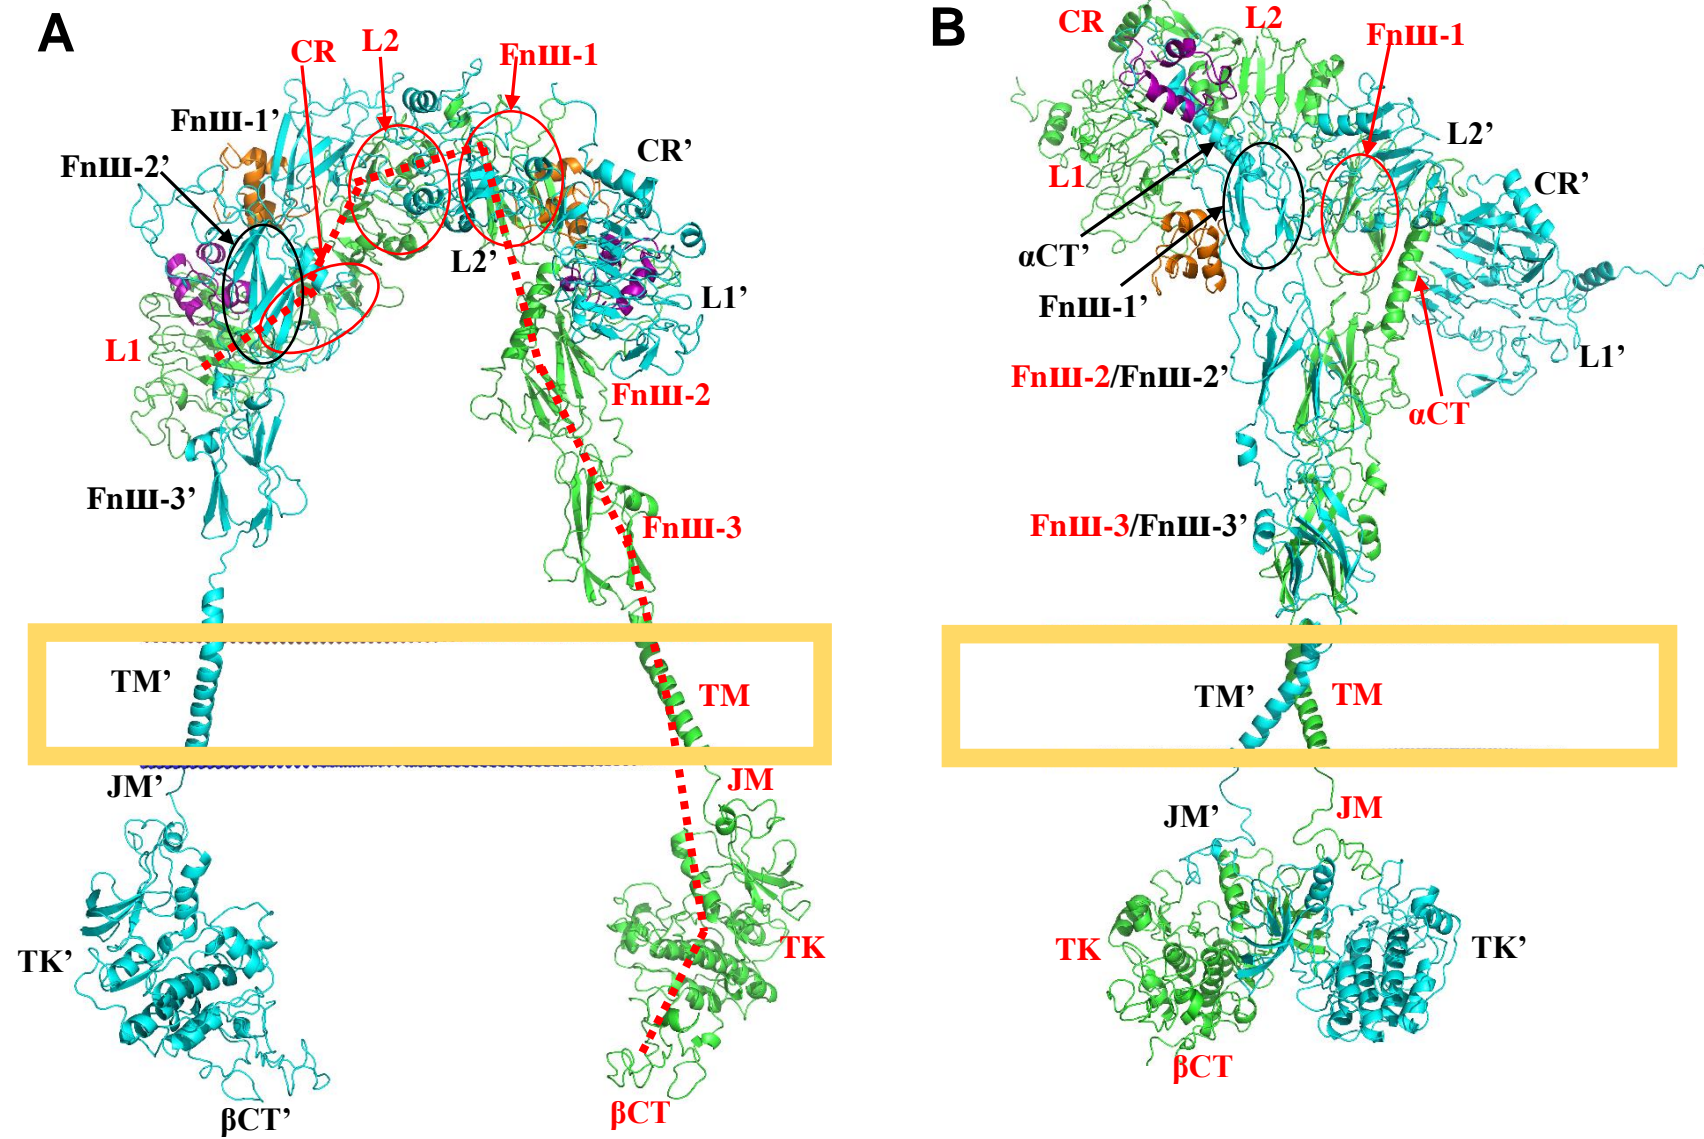 A
CR
L2
FnIII-1
FnIII-1’
FnIII-2’
CR’
L2’
L1’
L1
FnIII-2
FnIII-3’
FnIII-3
TM’
TM
JM’
JM
TK’
TK
βCT’
βCT
B
CR
L2
FnIII-1
L2’
L1
CR’
αCT’
FnIII-1’
L1’
FnIII-2/FnIII-2’
αCT
FnIII-3/FnIII-3’
TM’
TM
JM’
JM
TK
TK’
βCT